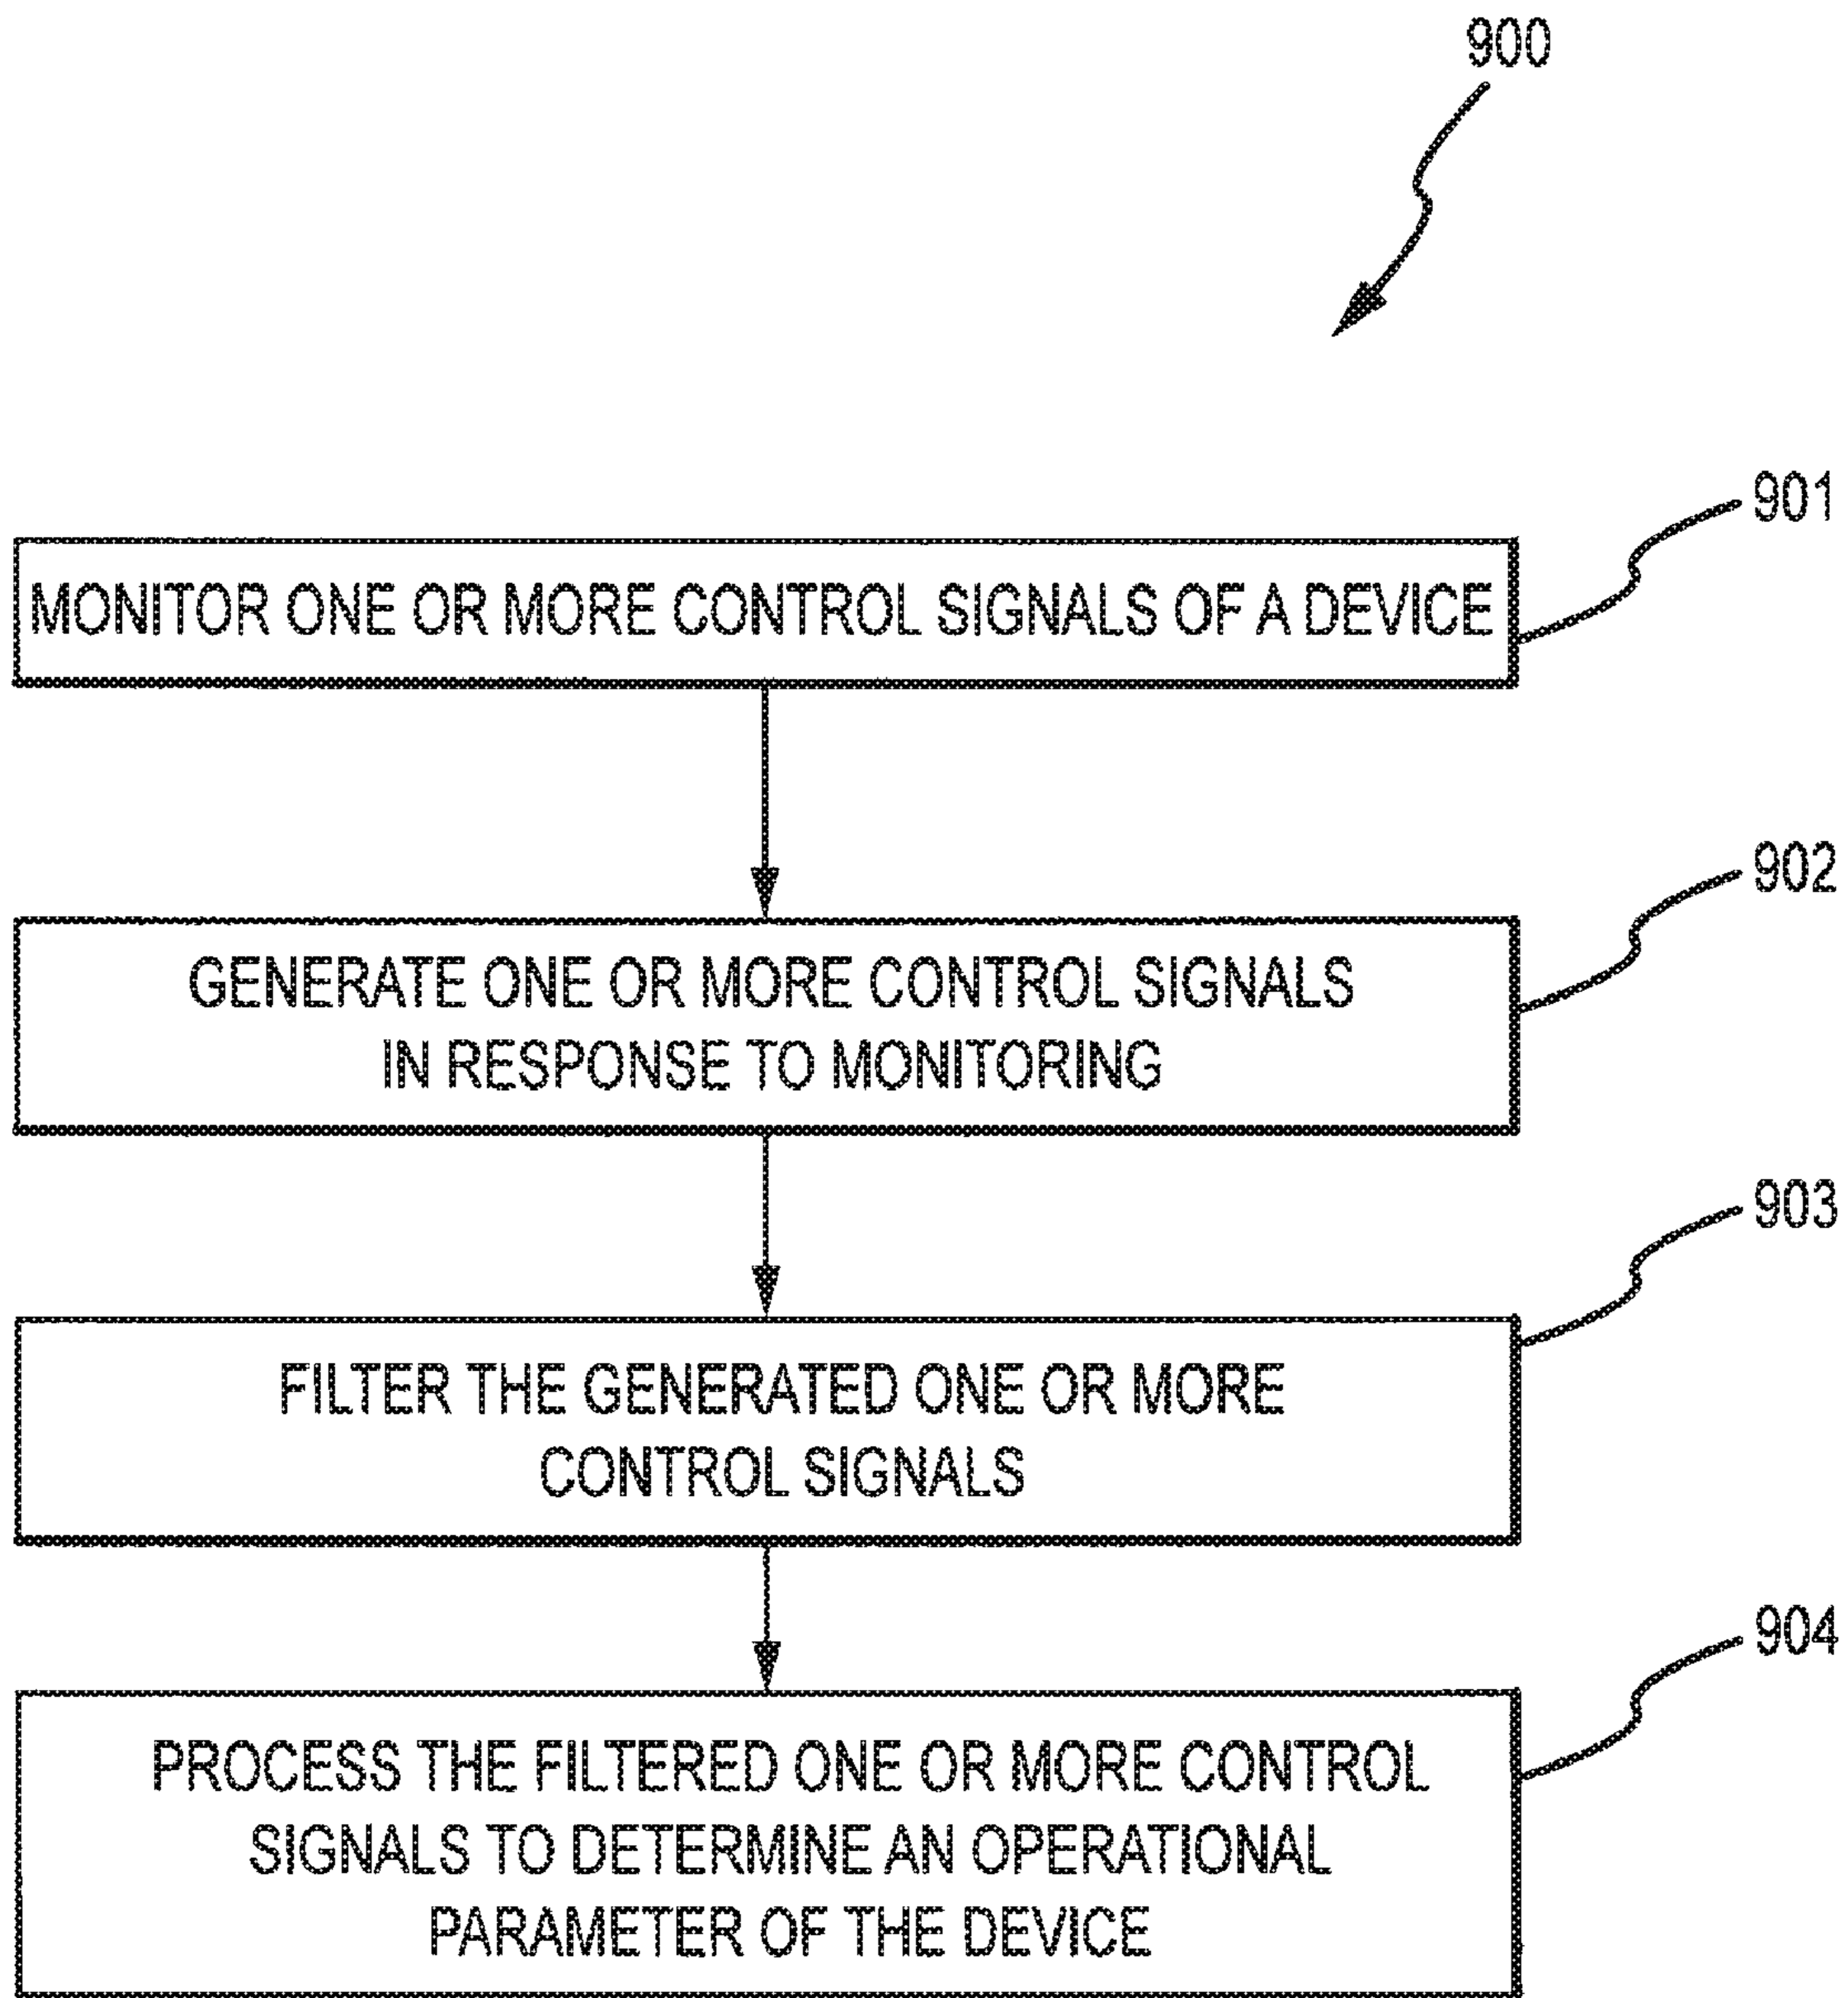 900
901
MONITOR ONE OR MORE CONTROL SIGNALS OF A DEVICE
902
GENERATE ONE OR MORE CONTROL SIGNALS
IN RESPONSE TO MONITORING
903
FILTER THE GENERATED ONE OR MORE
CONTROL SIGNALS
904
PROCESS THE FILTERED ONE OR MORE CONTROL
SIGNALS TO DETERMINE AN OPERATIONAL
PARAMETER OF THE DEVICE